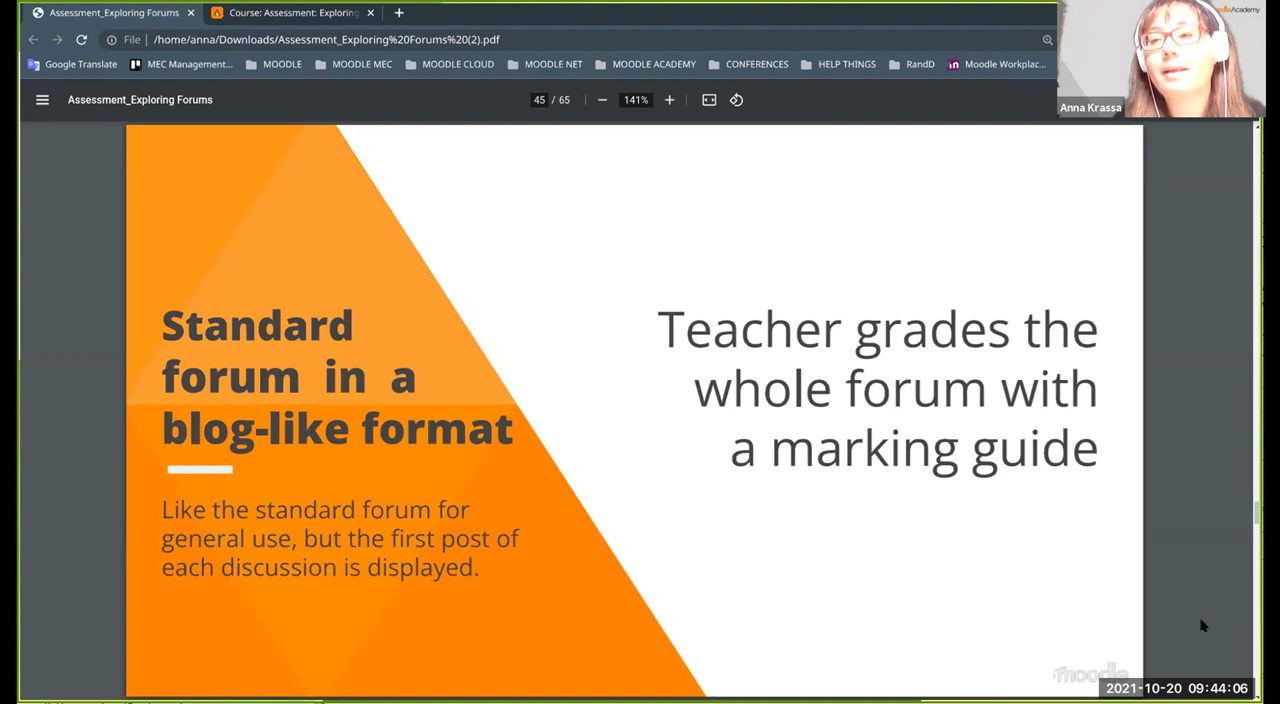 Assessment_Exploring Forums
Course: Assessment: Exploring
File
/home/anna/Downloads/Assessment_Exploring%20Forums%20(2).pdf
Google Translate
MEC Management...
MOODLE
MOODLE MEC
MOODLE CLOUD
MOODLE NET
MOODLE ACADEMY
CONFERENCES
HELP THINGS
RandD
Moodle Workplac...
Anna Krassa
Assessment_Exploring Forums
45 / 65
141%
Standard
forum in a
blog-like format
Like the standard forum for
general use, but the first post of
each discussion is displayed.
Teacher grades the
whole forum with
a marking guide
moodle
2021-10-20 09:44:06